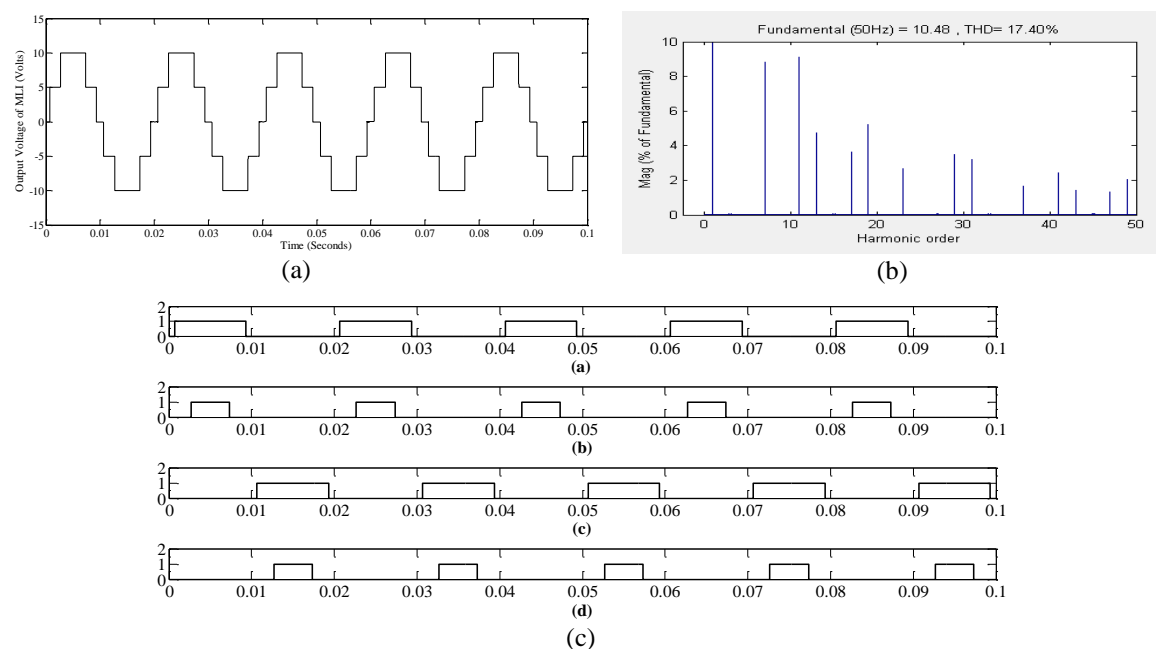 Output Voltage of MLI (Volts)
15
10
5
0
-5
-10
-15
0 0.01 0.02 0.03 0.04 0.05 0.06 0.07 0.08 0.09 0.1
Time (Seconds)
(a)
Fundamental (50Hz) = 10.48 , THD= 17.40%
Mag (% of Fundamental)
10
8
6
4
2
0
0 10 20 30 40 50
Harmonic order
(b)
2
1
0
0 0.01 0.02 0.03 0.04 0.05 0.06 0.07 0.08 0.09 0.1
(a)
2
1
0
0 0.01 0.02 0.03 0.04 0.05 0.06 0.07 0.08 0.09 0.1
(b)
2
1
0
0 0.01 0.02 0.03 0.04 0.05 0.06 0.07 0.08 0.09 0.1
(c)
2
1
0
0 0.01 0.02 0.03 0.04 0.05 0.06 0.07 0.08 0.09 0.1
(d)
(c)